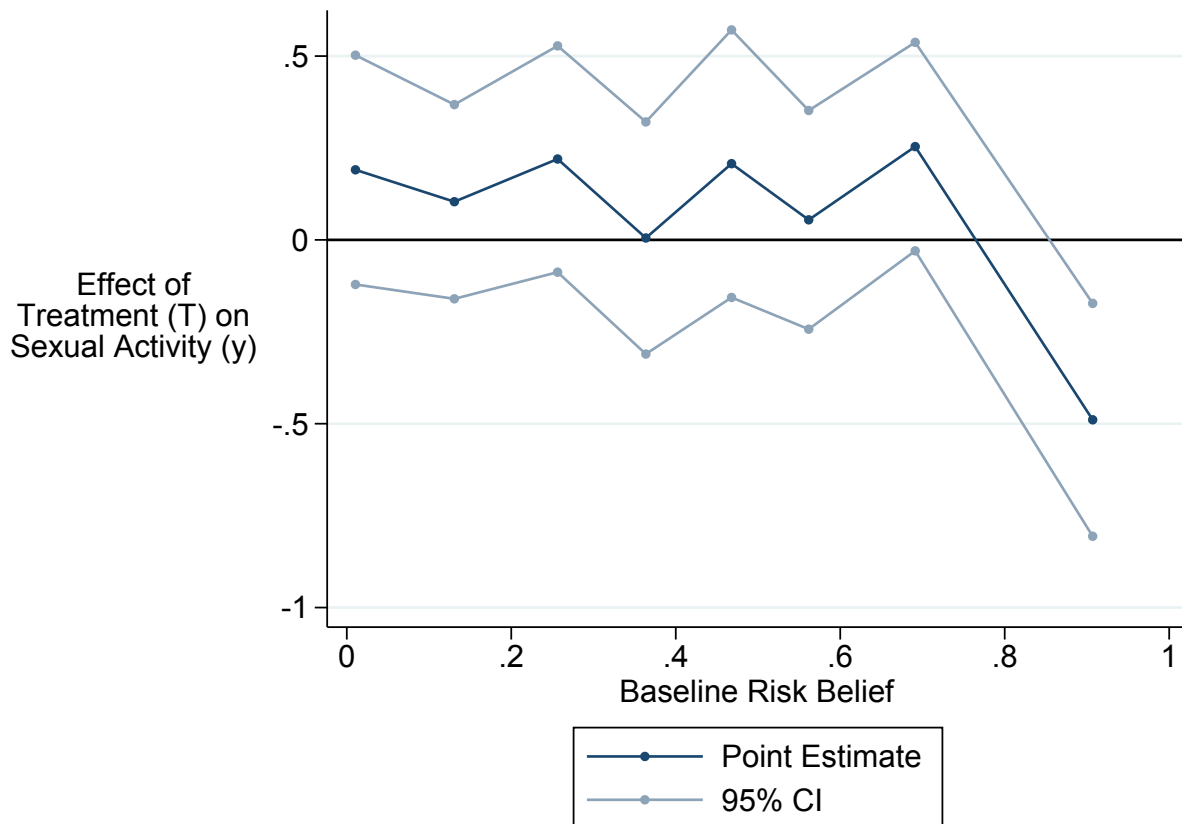 .5
0
-.5
-1
Effect of
Treatment (T) on
Sexual Activity (y)
0 .2 .4 .6 .8 1
Baseline Risk Belief
Point Estimate
95% CI